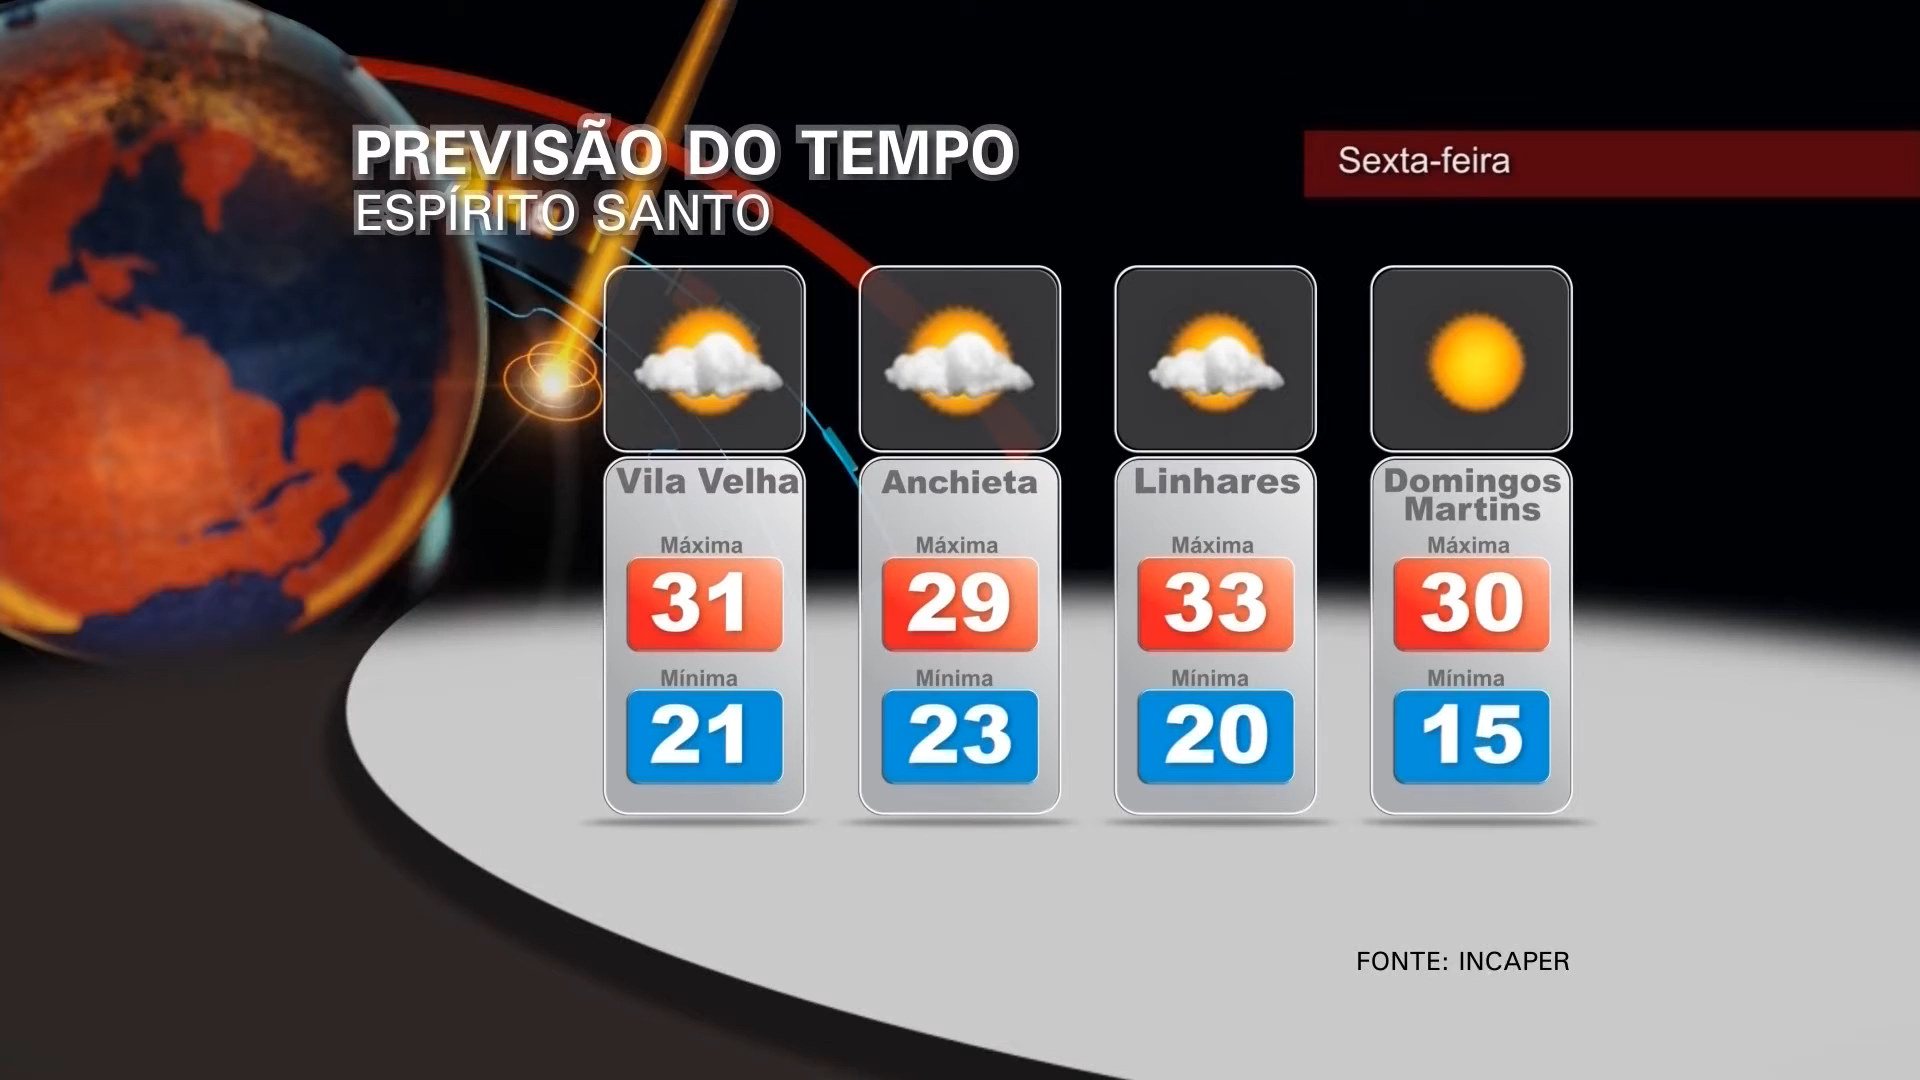 PREVISÃO DO TEMPO
ESPÍRITO SANTO
Sexta-feira
Vila Velha
Máxima
31
Mínima
21
Anchieta
Máxima
29
Mínima
23
Linhares
Máxima
33
Mínima
20
Domingos
Martins
Máxima
30
Mínima
15
FONTE: INCAPER